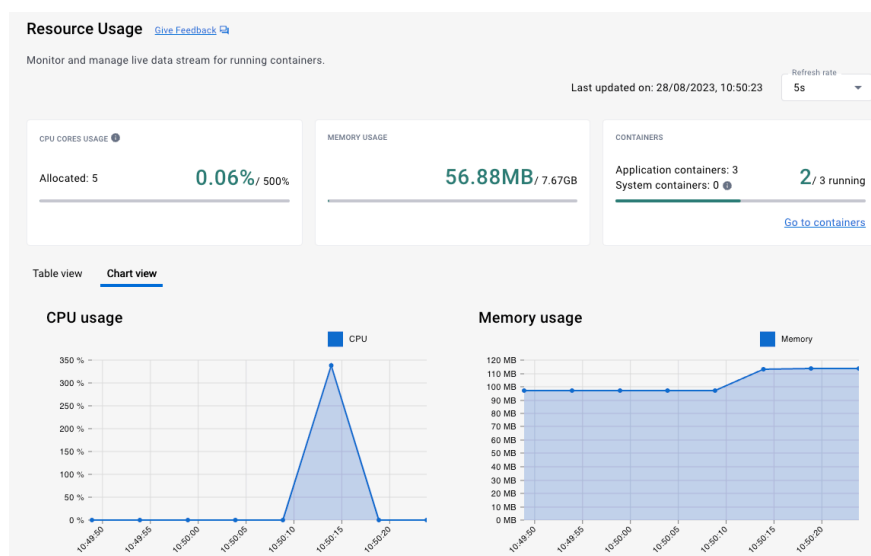 Resource Usage Give Feedback
Monitor and manage live data stream for running containers.
Last updated on: 28/08/2023, 10:50:23
Refresh rate
5s
CPU CORES USAGE
Allocated: 5
0.06%/ 500%
MEMORY USAGE
56.88MB/ 7.67GB
CONTAINERS
Application containers: 3
System containers: 0
2/ 3 running
Go to containers
Table view Chart view
CPU usage
CPU
350 %
300 %
250 %
200 %
150 %
100 %
50 %
0 %
10:49:50 10:49:55 10:50:00 10:50:05 10:50:10 10:50:15 10:50:20
Memory usage
Memory
120 MB
110 MB
100 MB
90 MB
80 MB
70 MB
60 MB
50 MB
40 MB
30 MB
20 MB
10 MB
0 MB
10:49:50 10:49:55 10:50:00 10:50:05 10:50:10 10:50:15 10:50:20